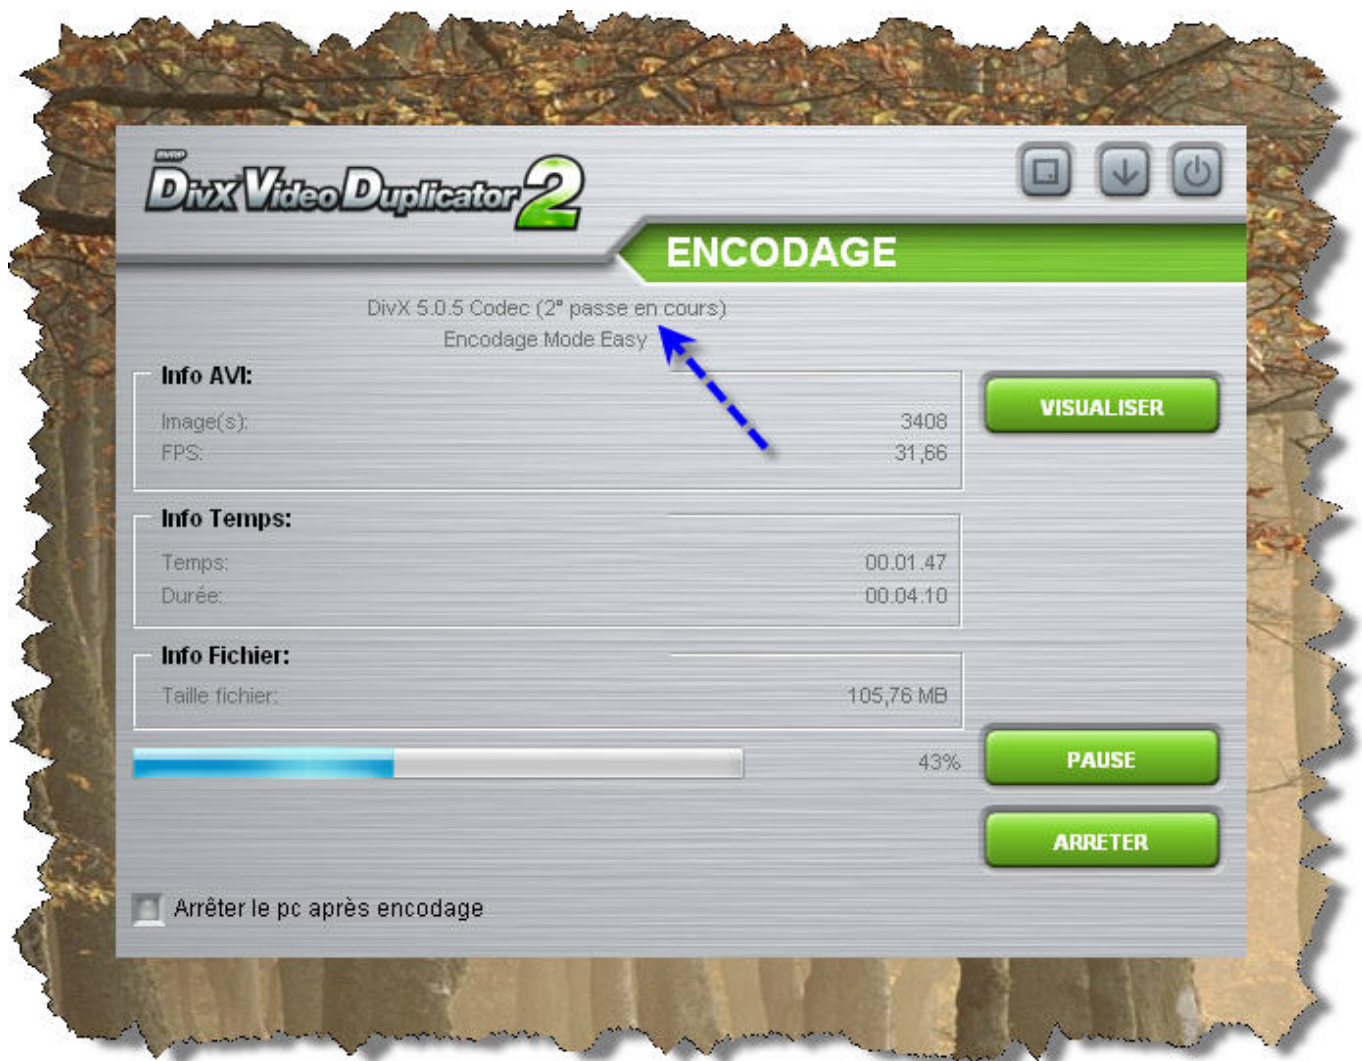 BVRP
DivX Video Duplicator 2
ENCODAGE
DivX 5.0.5 Codec (2° passe en cours)
Encodage Mode Easy
Info AVI:
Image(s): 3408
FPS: 31,66
VISUALISER
Info Temps:
Temps: 00.01.47
Durée: 00.04.10
Info Fichier:
Taille fichier: 105,76 MB
43%
PAUSE
ARRETER
Arrêter le pc après encodage